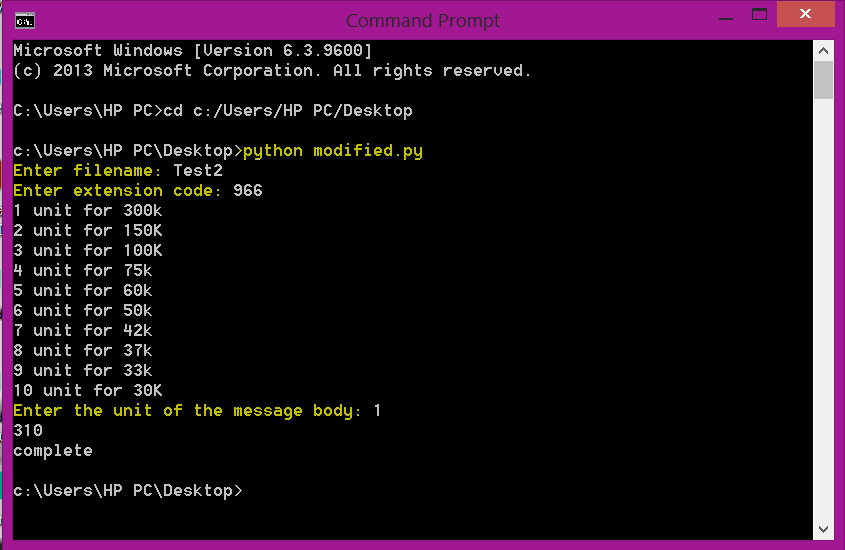 Command Prompt
Microsoft Windows [Version 6.3.9600]
(c) 2013 Microsoft Corporation. All rights reserved.
C:\Users\HP PC>cd c:/Users/HP PC/Desktop
c:\Users\HP PC\Desktop>python modified.py
Enter filename: Test2
Enter extension code: 966
1 unit for 300k
2 unit for 150K
3 unit for 100K
4 unit for 75k
5 unit for 60k
6 unit for 50k
7 unit for 42k
8 unit for 37k
9 unit for 33k
10 unit for 30K
Enter the unit of the message body: 1
310
complete
c:\Users\HP PC\Desktop>